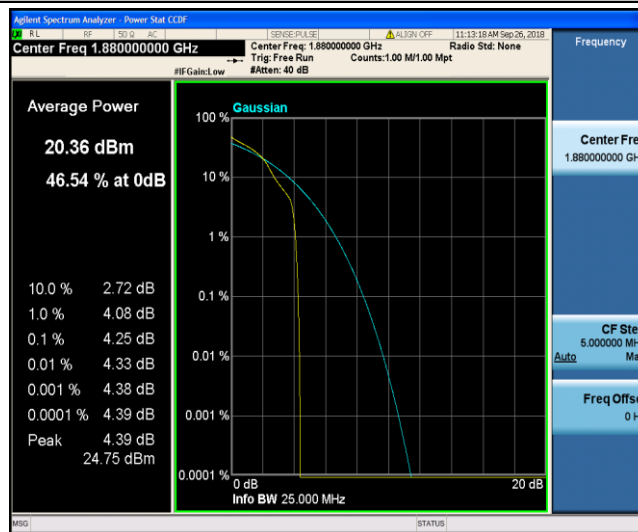 Agilent Spectrum Analyzer - Power Stat CCDF
RL RF 50 Ω AC SENSE:PULSE ALIGN OFF 11:13:18 AM Sep 26, 2018
Center Freq 1.880000000 GHz
Center Freq: 1.880000000 GHz Radio Std: None
Trig: Free Run Counts:1.00 M/1.00 Mpt
#IFGain:Low #Atten: 40 dB
Frequency
Average Power
20.36 dBm
46.54 % at 0dB
10.0 % 2.72 dB
1.0 % 4.08 dB
0.1 % 4.25 dB
0.01 % 4.33 dB
0.001 % 4.38 dB
0.0001 % 4.39 dB
Peak 4.39 dB
24.75 dBm
Gaussian
100 %
10 %
1 %
0.1 %
0.01 %
0.001 %
0.0001 %
0 dB 20 dB
Info BW 25.000 MHz
Center Fre
1.880000000 GH
CF Ste
5.000000 MH
Auto Ma
Freq Offse
0 H
MSG STATUS